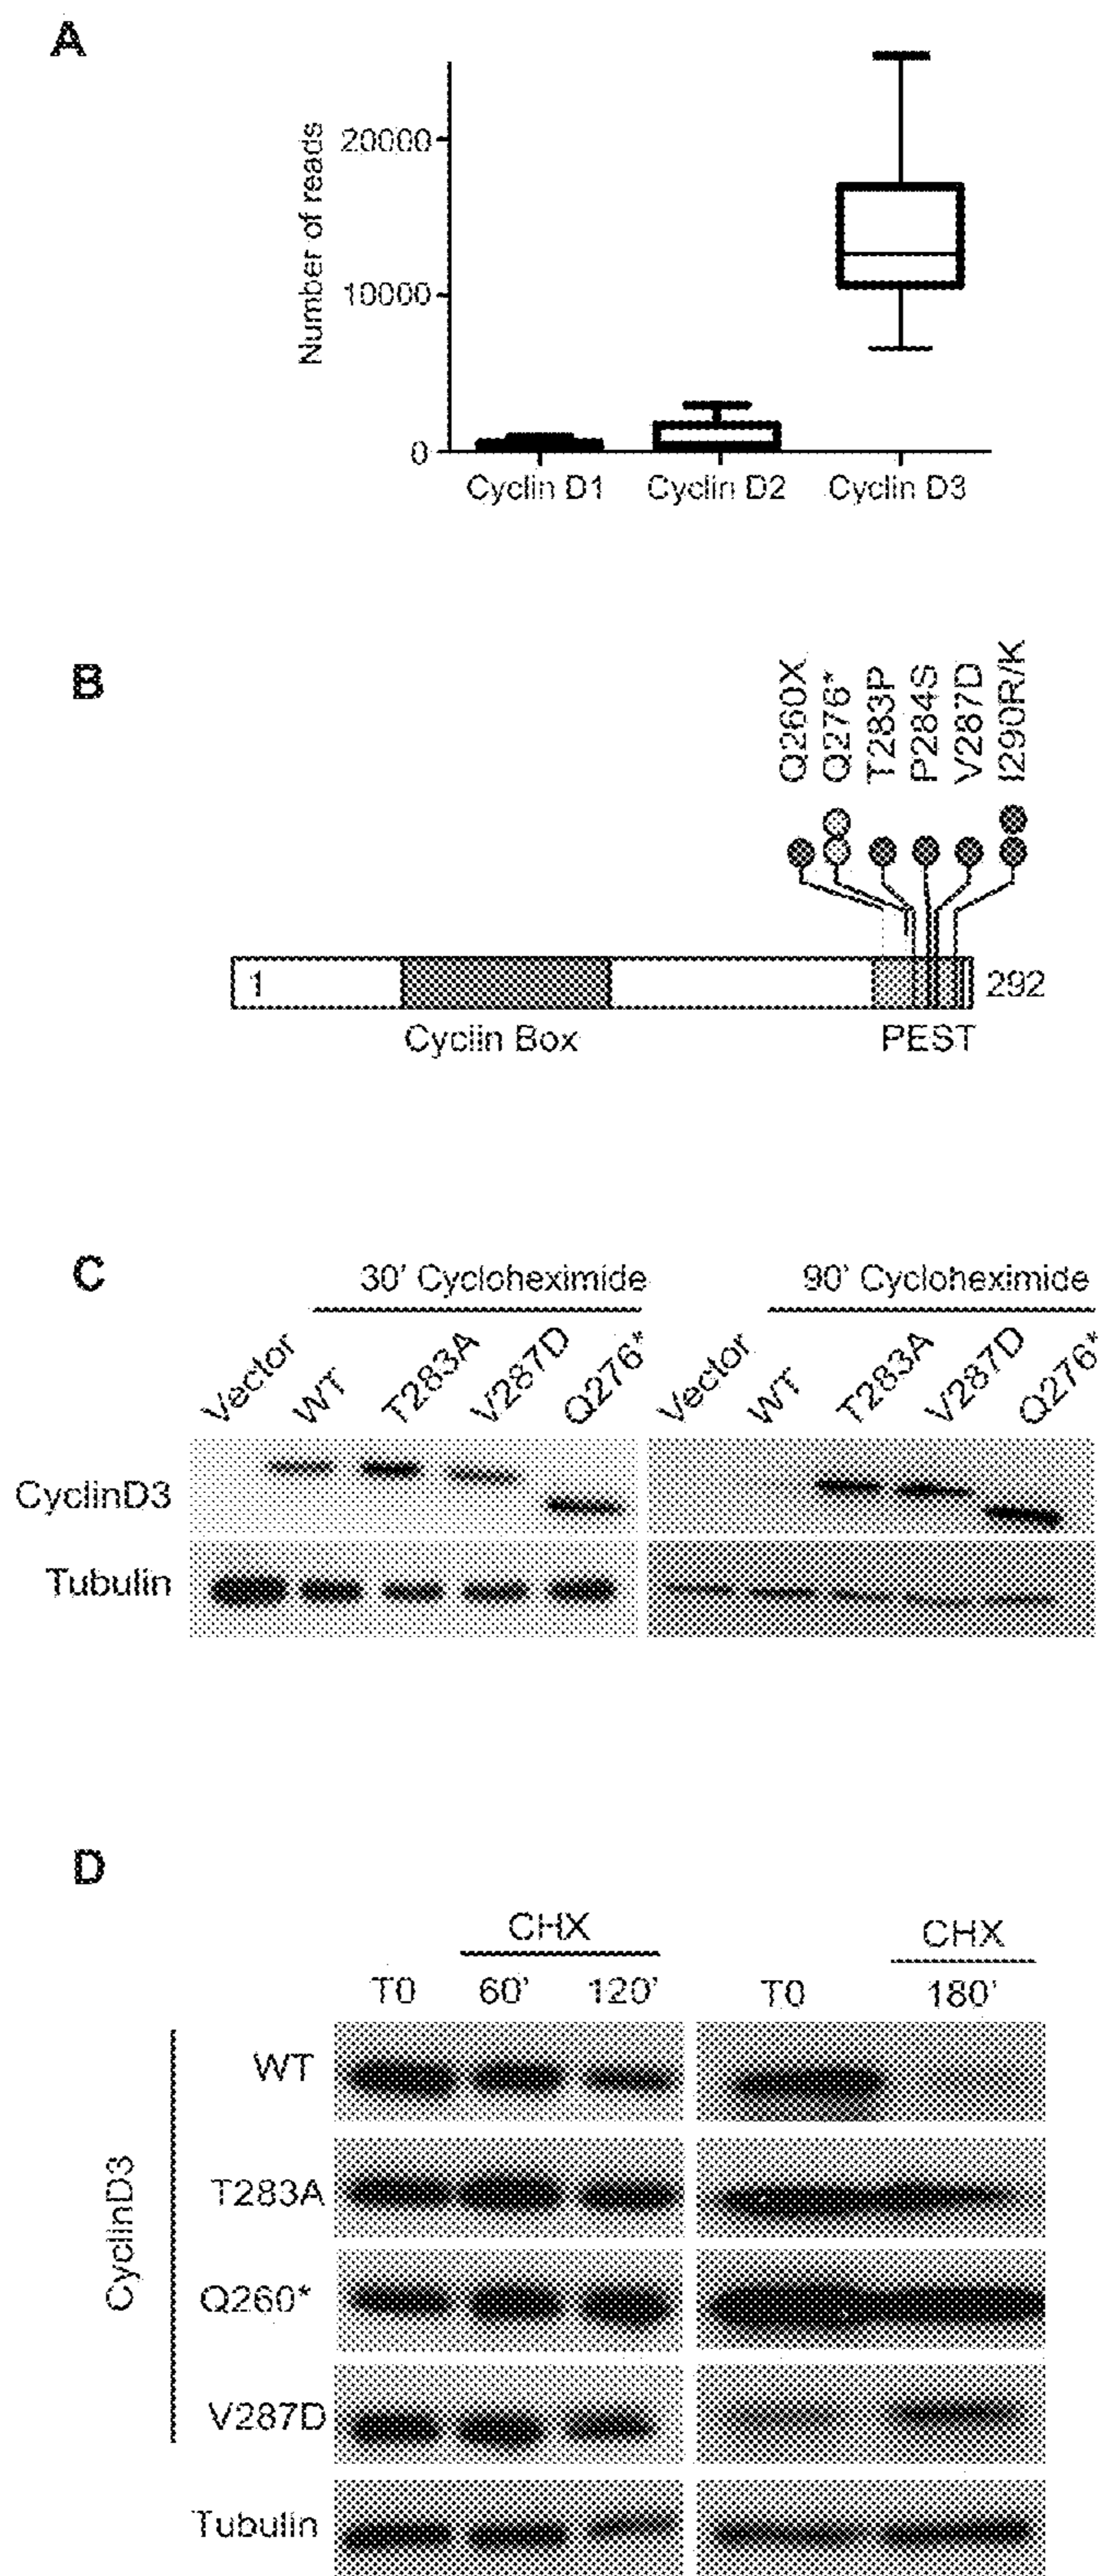 A
Number of reads
20000
10000
0
Cyclin D1 Cyclin D2 Cyclin D3
B
Q260X Q276* T283P P284S V287D I290R/K
1 292
Cyclin Box PEST
C
30' Cycloheximide 90' Cycloheximide
Vector WT T283A V287D Q276* Vector WT T283A V287D Q276*
CyclinD3
Tubulin
D
CHX CHX
T0 60' 120' T0 180'
CyclinD3
WT
T283A
Q260*
V287D
Tubulin